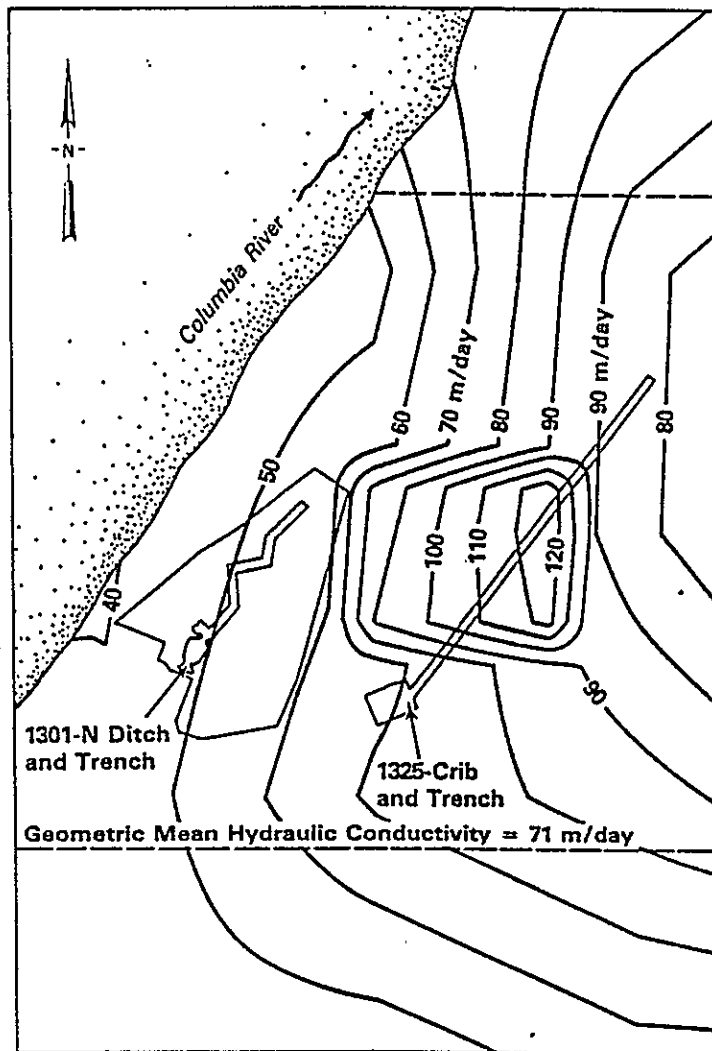 -N-
Columbia River
60
70 m/day
80
90
90 m/day
80
50
100
110
120
40
90
1301-N Ditch
and Trench
1325-Crib
and Trench
Geometric Mean Hydraulic Conductivity = 71 m/day